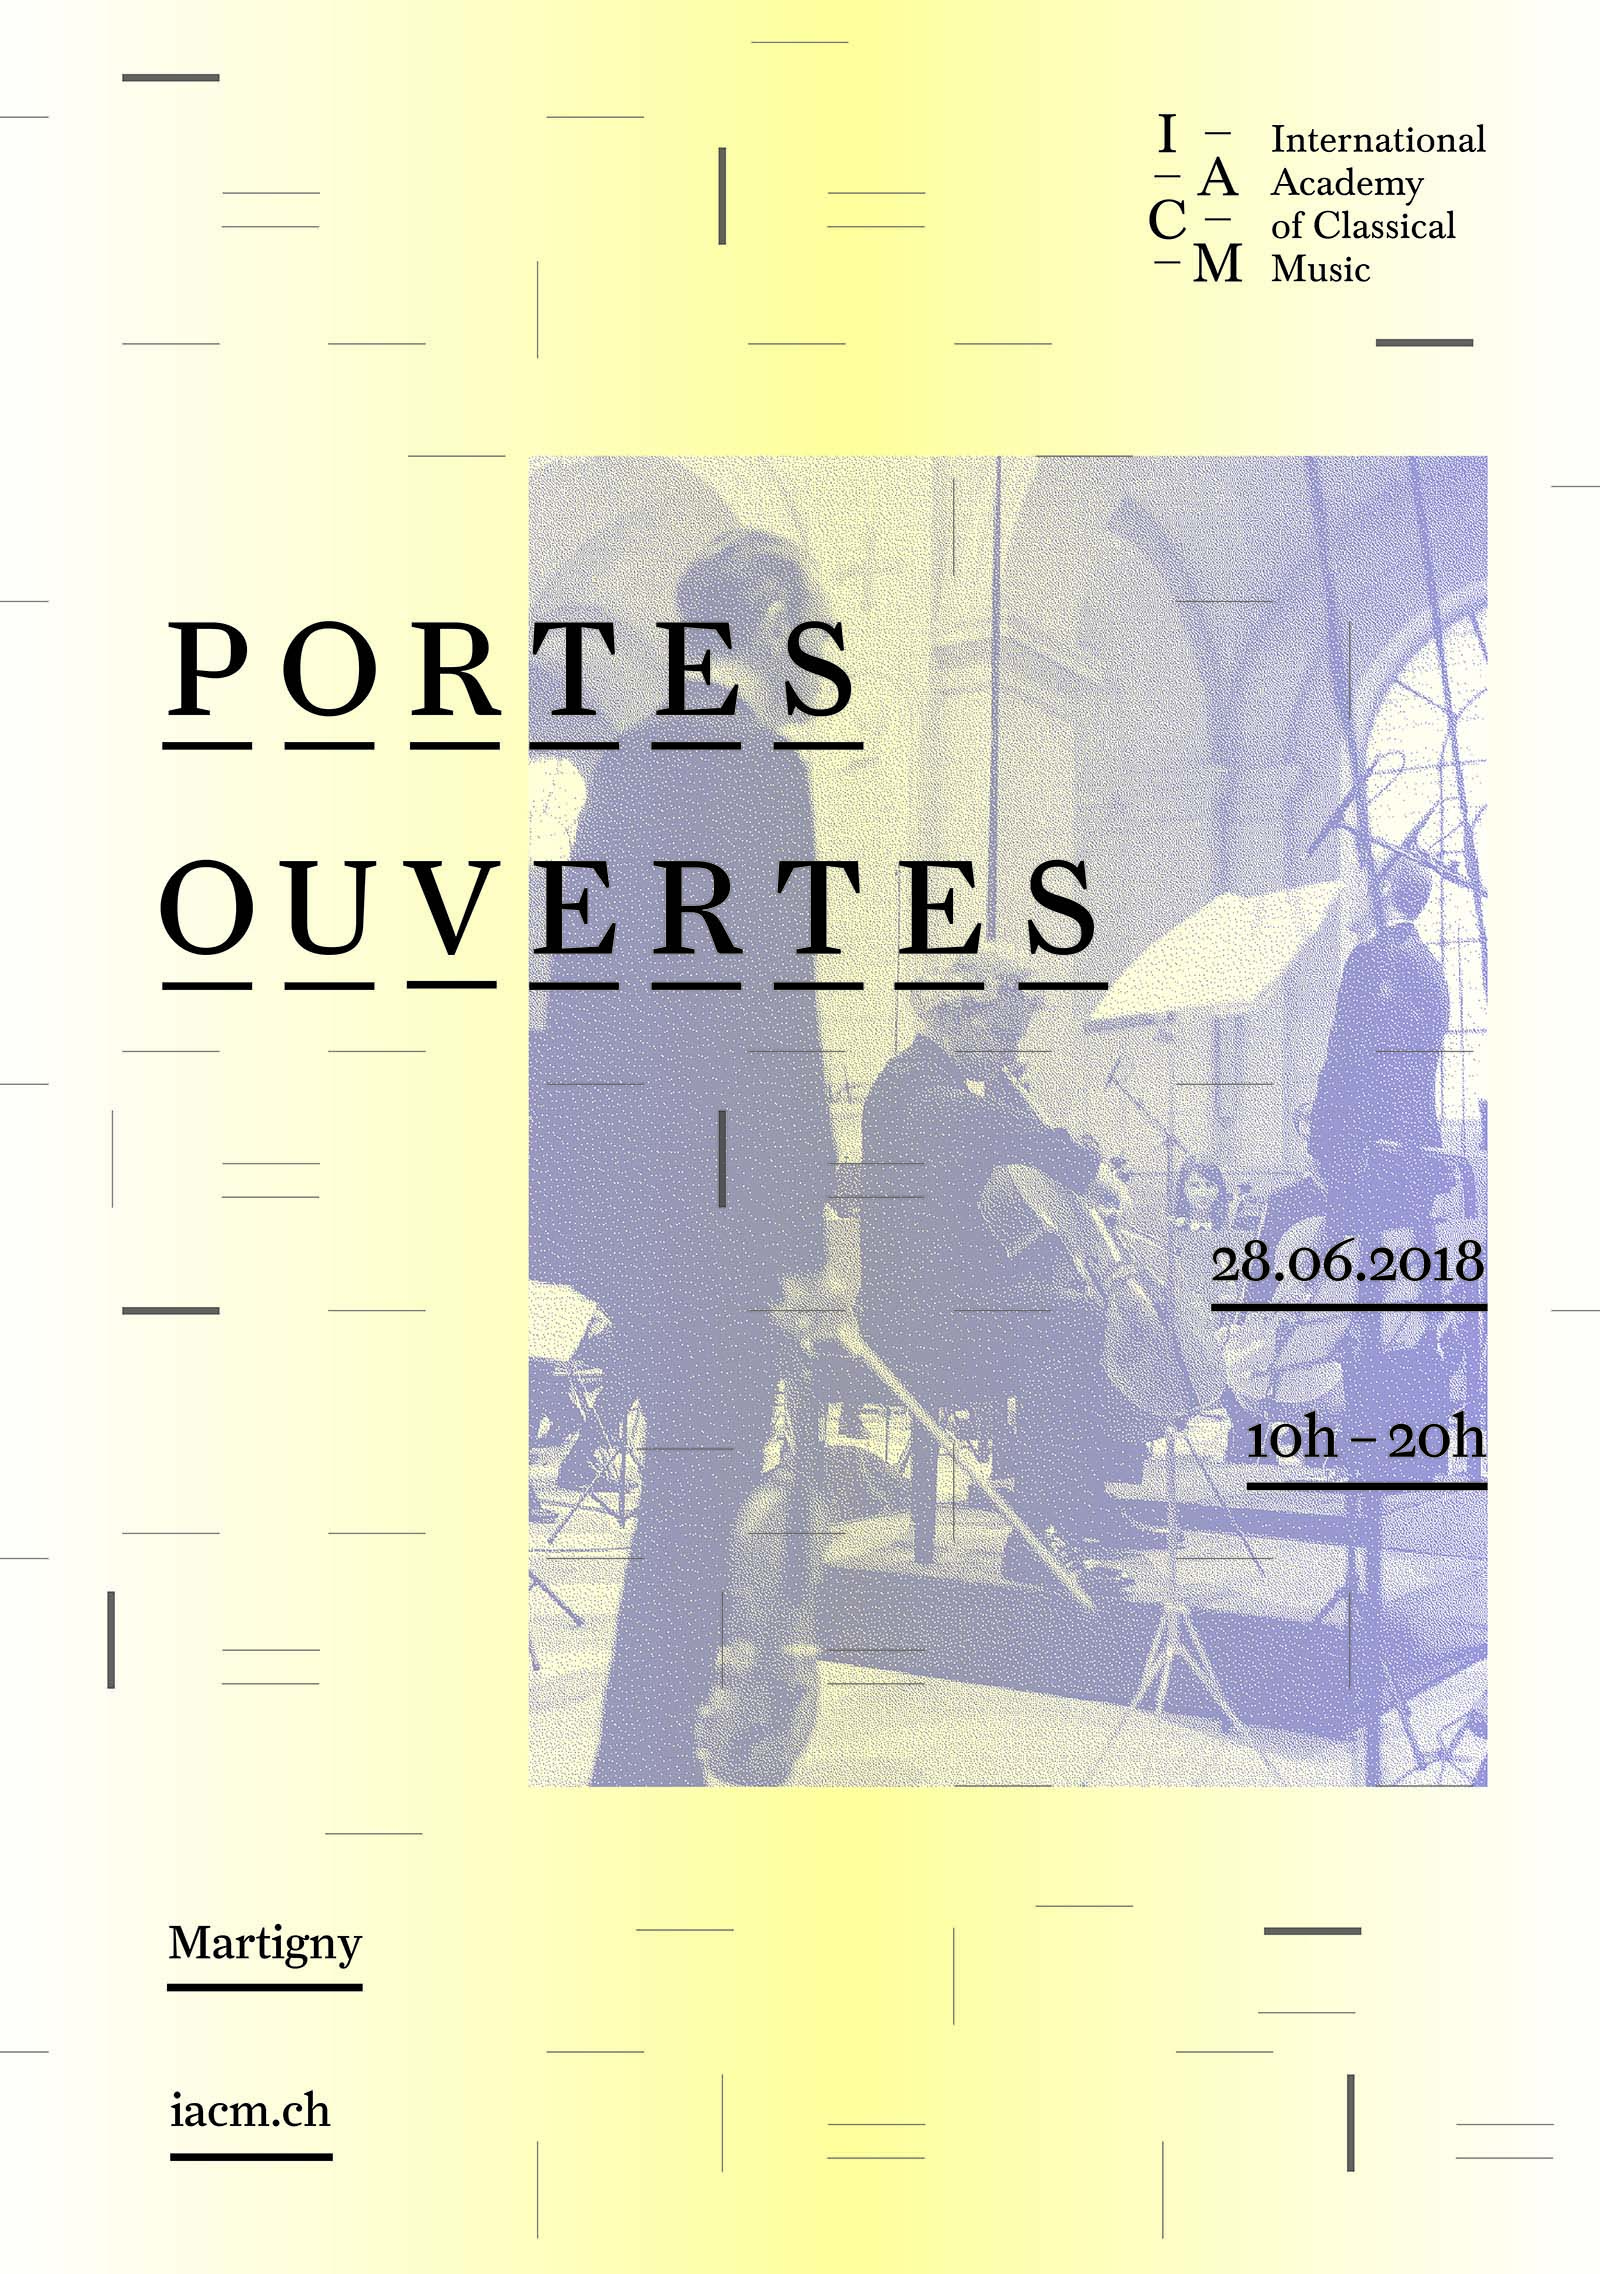 I – International
– A Academy
C – of Classical
– M Music
PORTES
OUVERTES
28.06.2018
10h – 20h
Martigny
iacm.ch